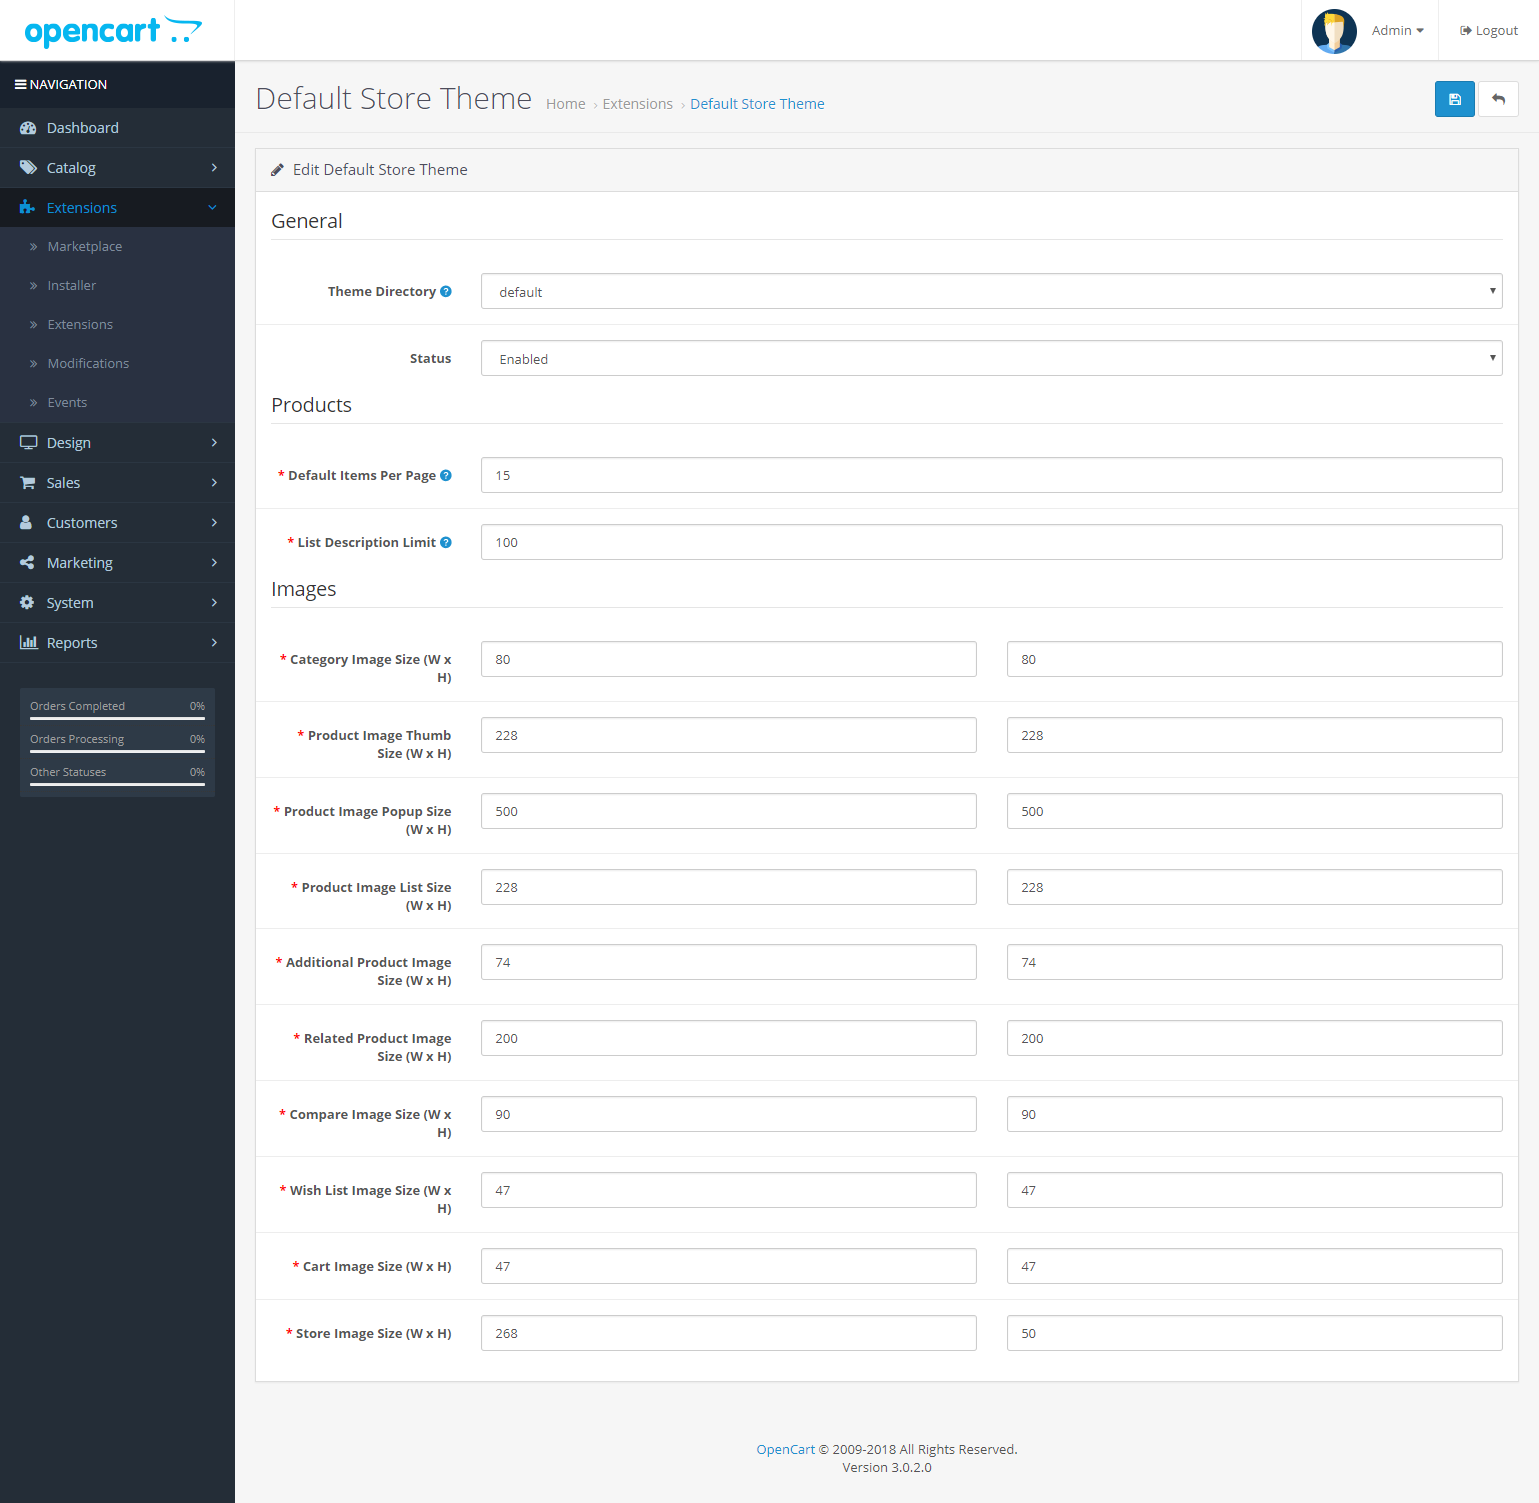 opencart
Admin
Logout
NAVIGATION
Dashboard
Catalog
Extensions
Marketplace
Installer
Extensions
Modifications
Events
Design
Sales
Customers
Marketing
System
Reports
Orders Completed 0%
Orders Processing 0%
Other Statuses 0%
Default Store Theme
Home › Extensions › Default Store Theme
Edit Default Store Theme
General
Theme Directory ? default
Status Enabled
Products
* Default Items Per Page ? 15
* List Description Limit ? 100
Images
* Category Image Size (W x 80 80
H)
* Product Image Thumb 228 228
Size (W x H)
* Product Image Popup Size 500 500
(W x H)
* Product Image List Size 228 228
(W x H)
* Additional Product Image 74 74
Size (W x H)
* Related Product Image 200 200
Size (W x H)
* Compare Image Size (W x 90 90
H)
* Wish List Image Size (W x 47 47
H)
* Cart Image Size (W x H) 47 47
* Store Image Size (W x H) 268 50
OpenCart © 2009-2018 All Rights Reserved.
Version 3.0.2.0